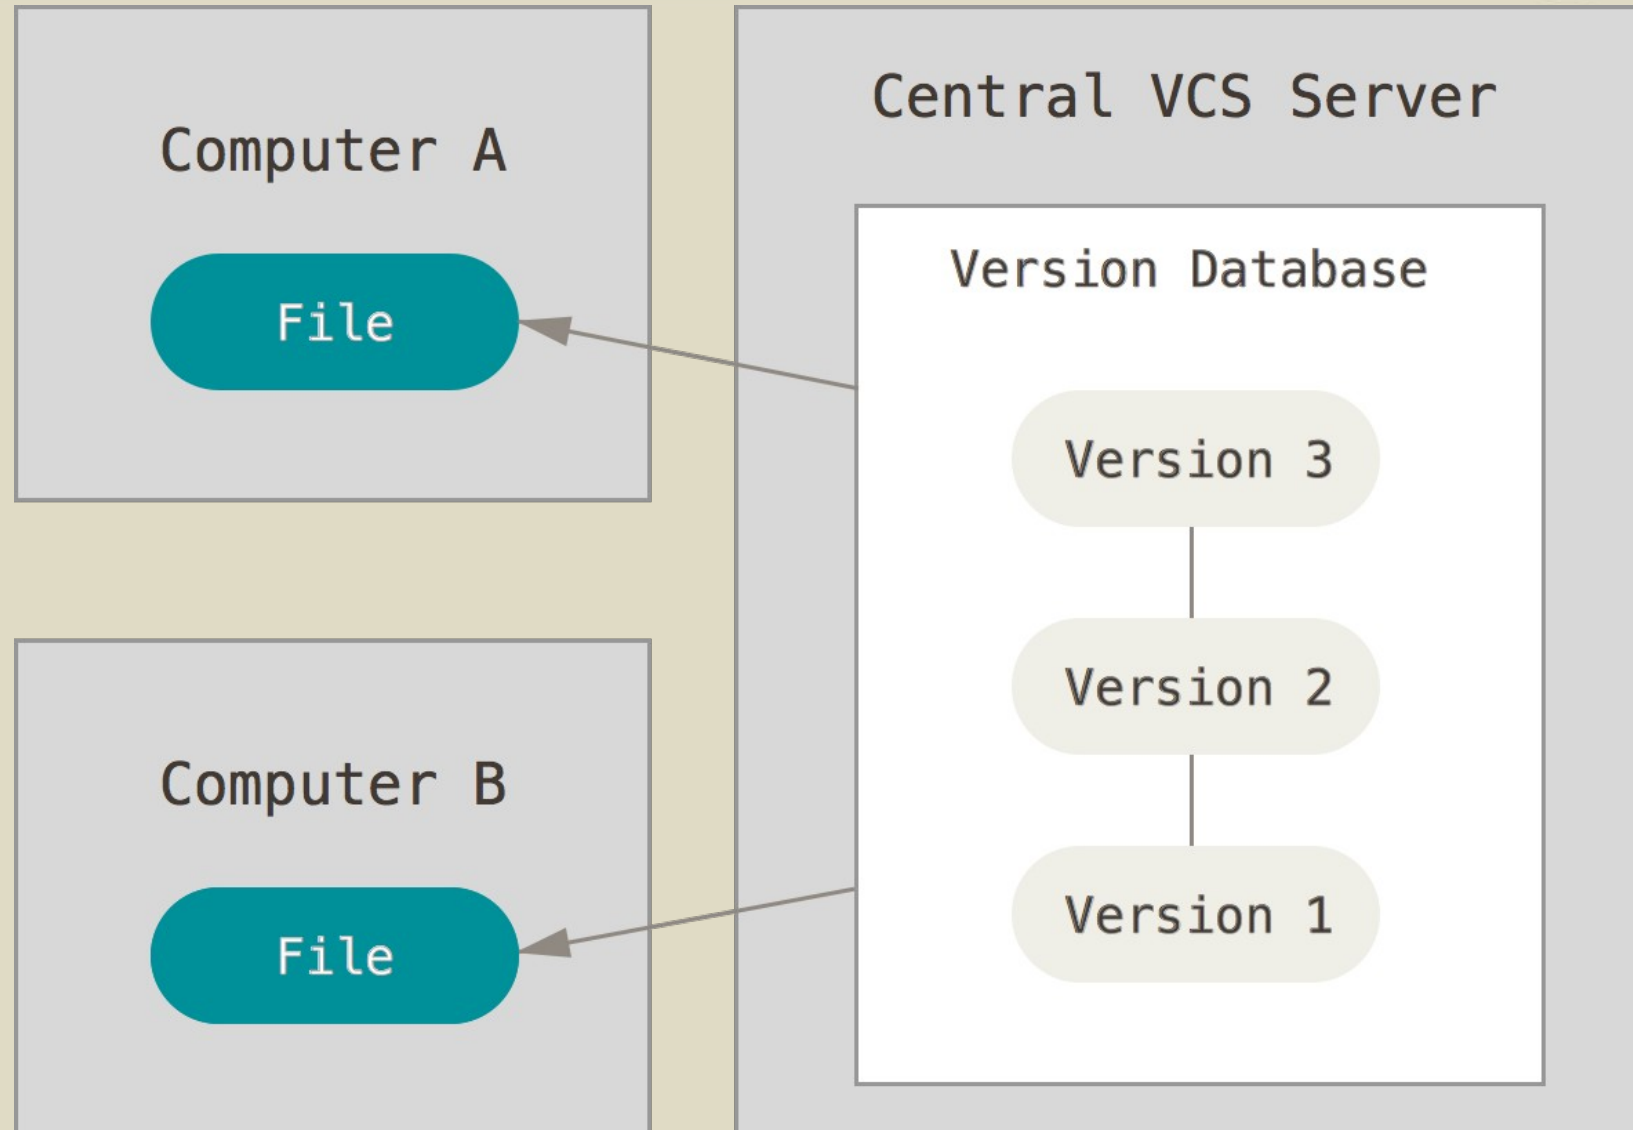 Computer A
File
Computer B
File
Central VCS Server
Version Database
Version 3
Version 2
Version 1